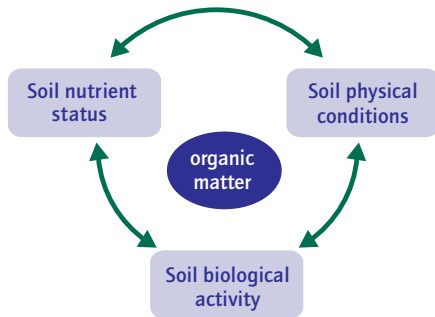 Soil nutrient
status
Soil physical
conditions
organic
matter
Soil biological
activity